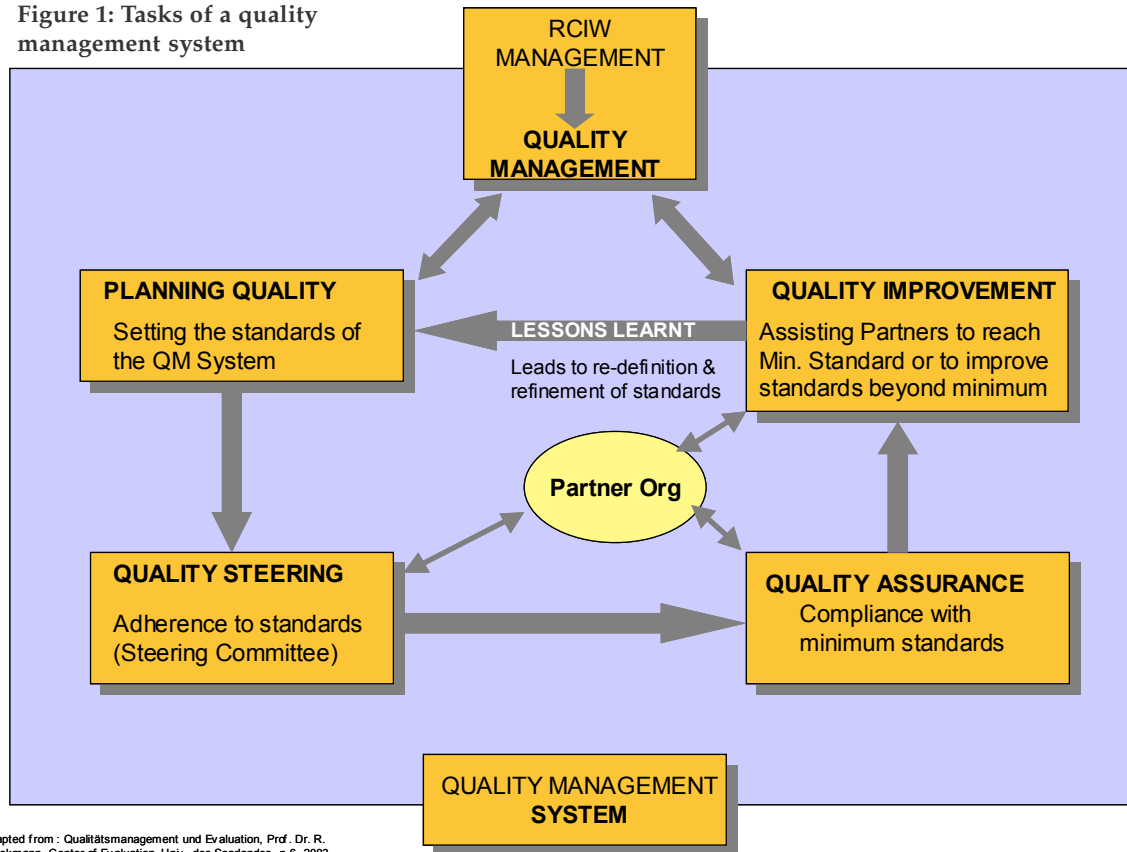 Figure 1: Tasks of a quality
management system
RCIW
MANAGEMENT
QUALITY
MANAGEMENT
PLANNING QUALITY
Setting the standards of
the QM System
LESSONS LEARNT
Leads to re-definition &
refinement of standards
QUALITY IMPROVEMENT
Assisting Partners to reach
Min. Standard or to improve
standards beyond minimum
Partner Org
QUALITY STEERING
Adherence to standards
(Steering Committee)
QUALITY ASSURANCE
Compliance with
minimum standards
QUALITY MANAGEMENT
SYSTEM
apted from : Qualitätsmanagement und Evaluation, Prof. Dr. R.